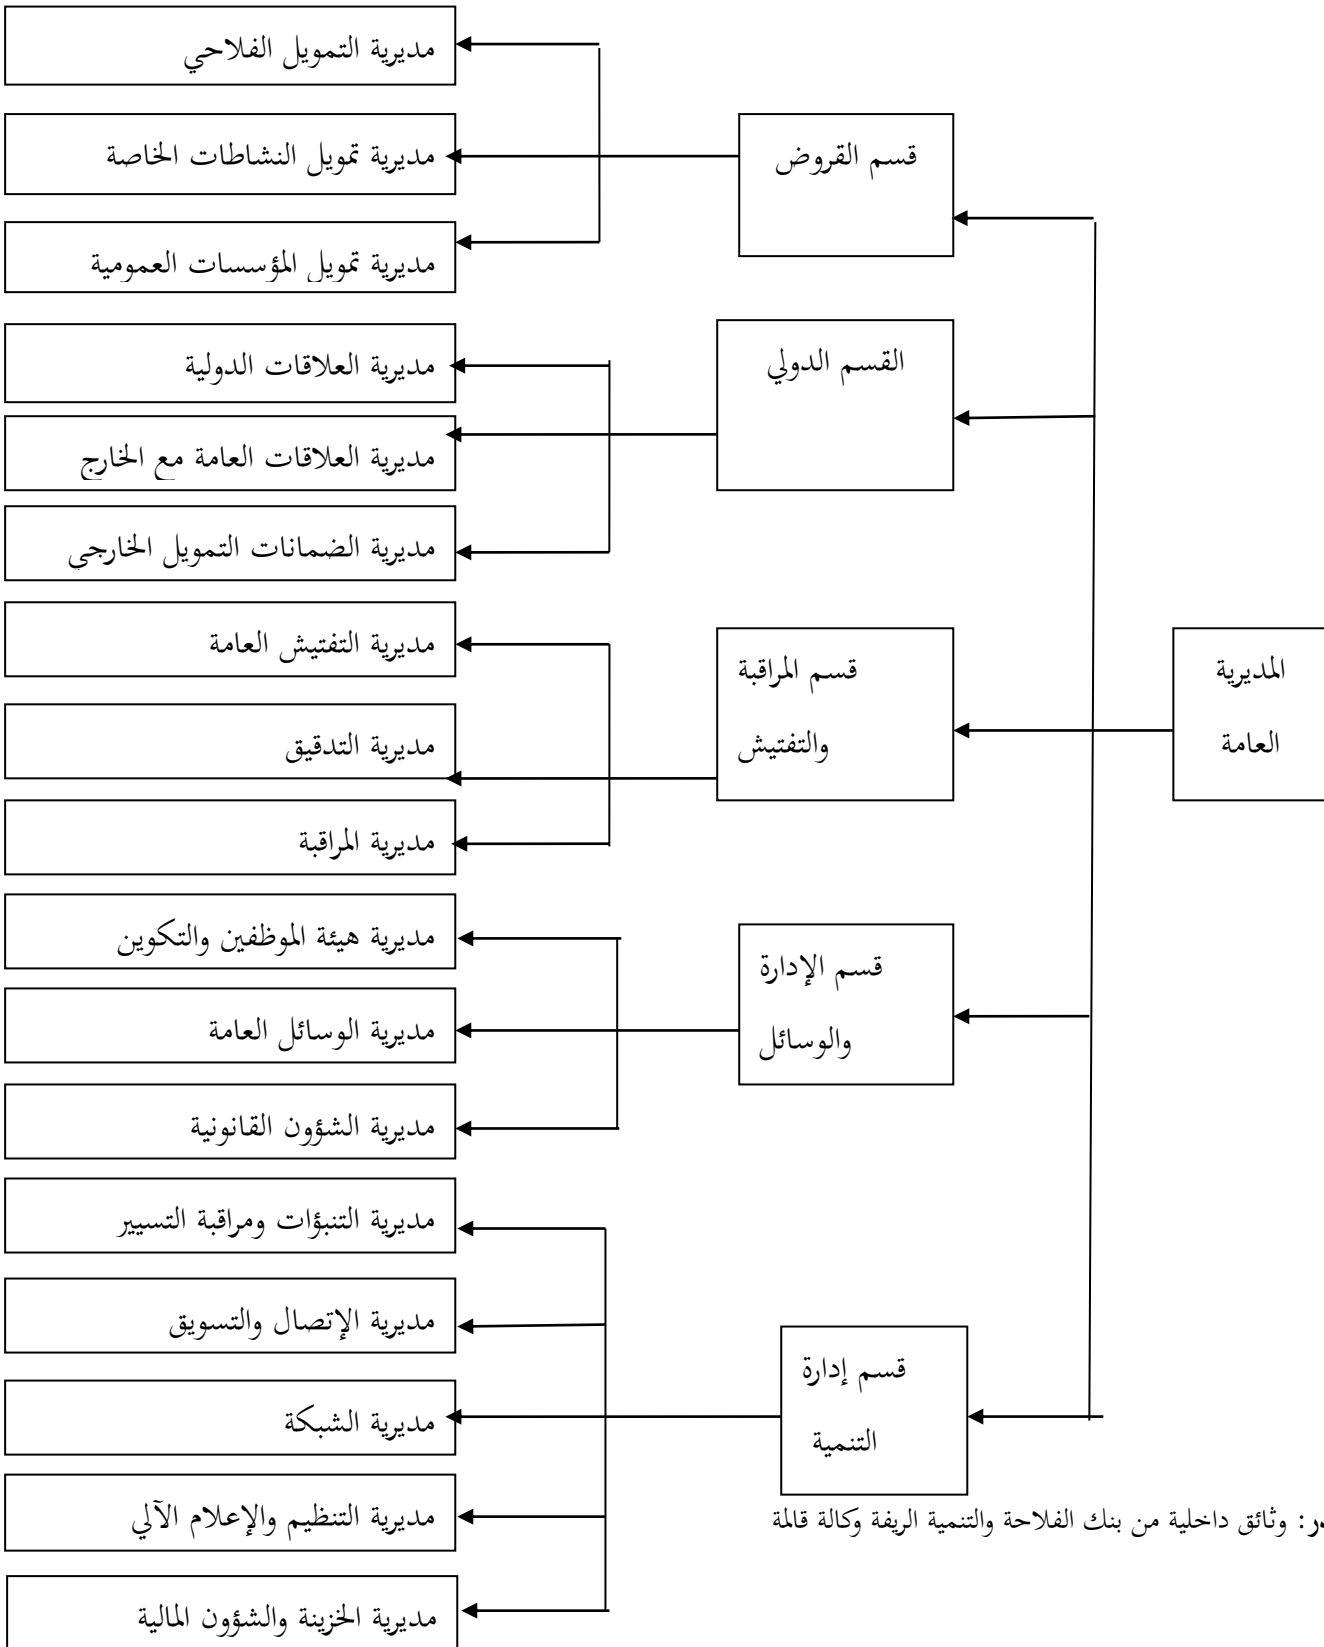 مديرية التمويل الفلاحي
مديرية تمويل النشاطات الخاصة
قسم القروض
مديرية تمويل المؤسسات العمومية
القسم الدولي
مديرية العلاقات الدولية
مديرية العلاقات العامة مع الخارج
مديرية الضمانات التمويل الخارجي
المديرية
العامة
قسم المراقبة
والتفتيش
مديرية التفتيش العامة
مديرية التدقيق
مديرية المراقبة
قسم الإدارة
والوسائل
مديرية هيئة الموظفين والتكوين
مديرية الوسائل العامة
مديرية الشؤون القانونية
قسم إدارة
التنمية
مديرية التنبؤات ومراقبة التسيير
مديرية الإتصال والتسويق
مديرية الشبكة
مديرية التنظيم والإعلام الآلي
مديرية الخزينة والشؤون المالية
وثائق داخلية من بنك الفلاحة والتنمية الريفة وكالة قالمة